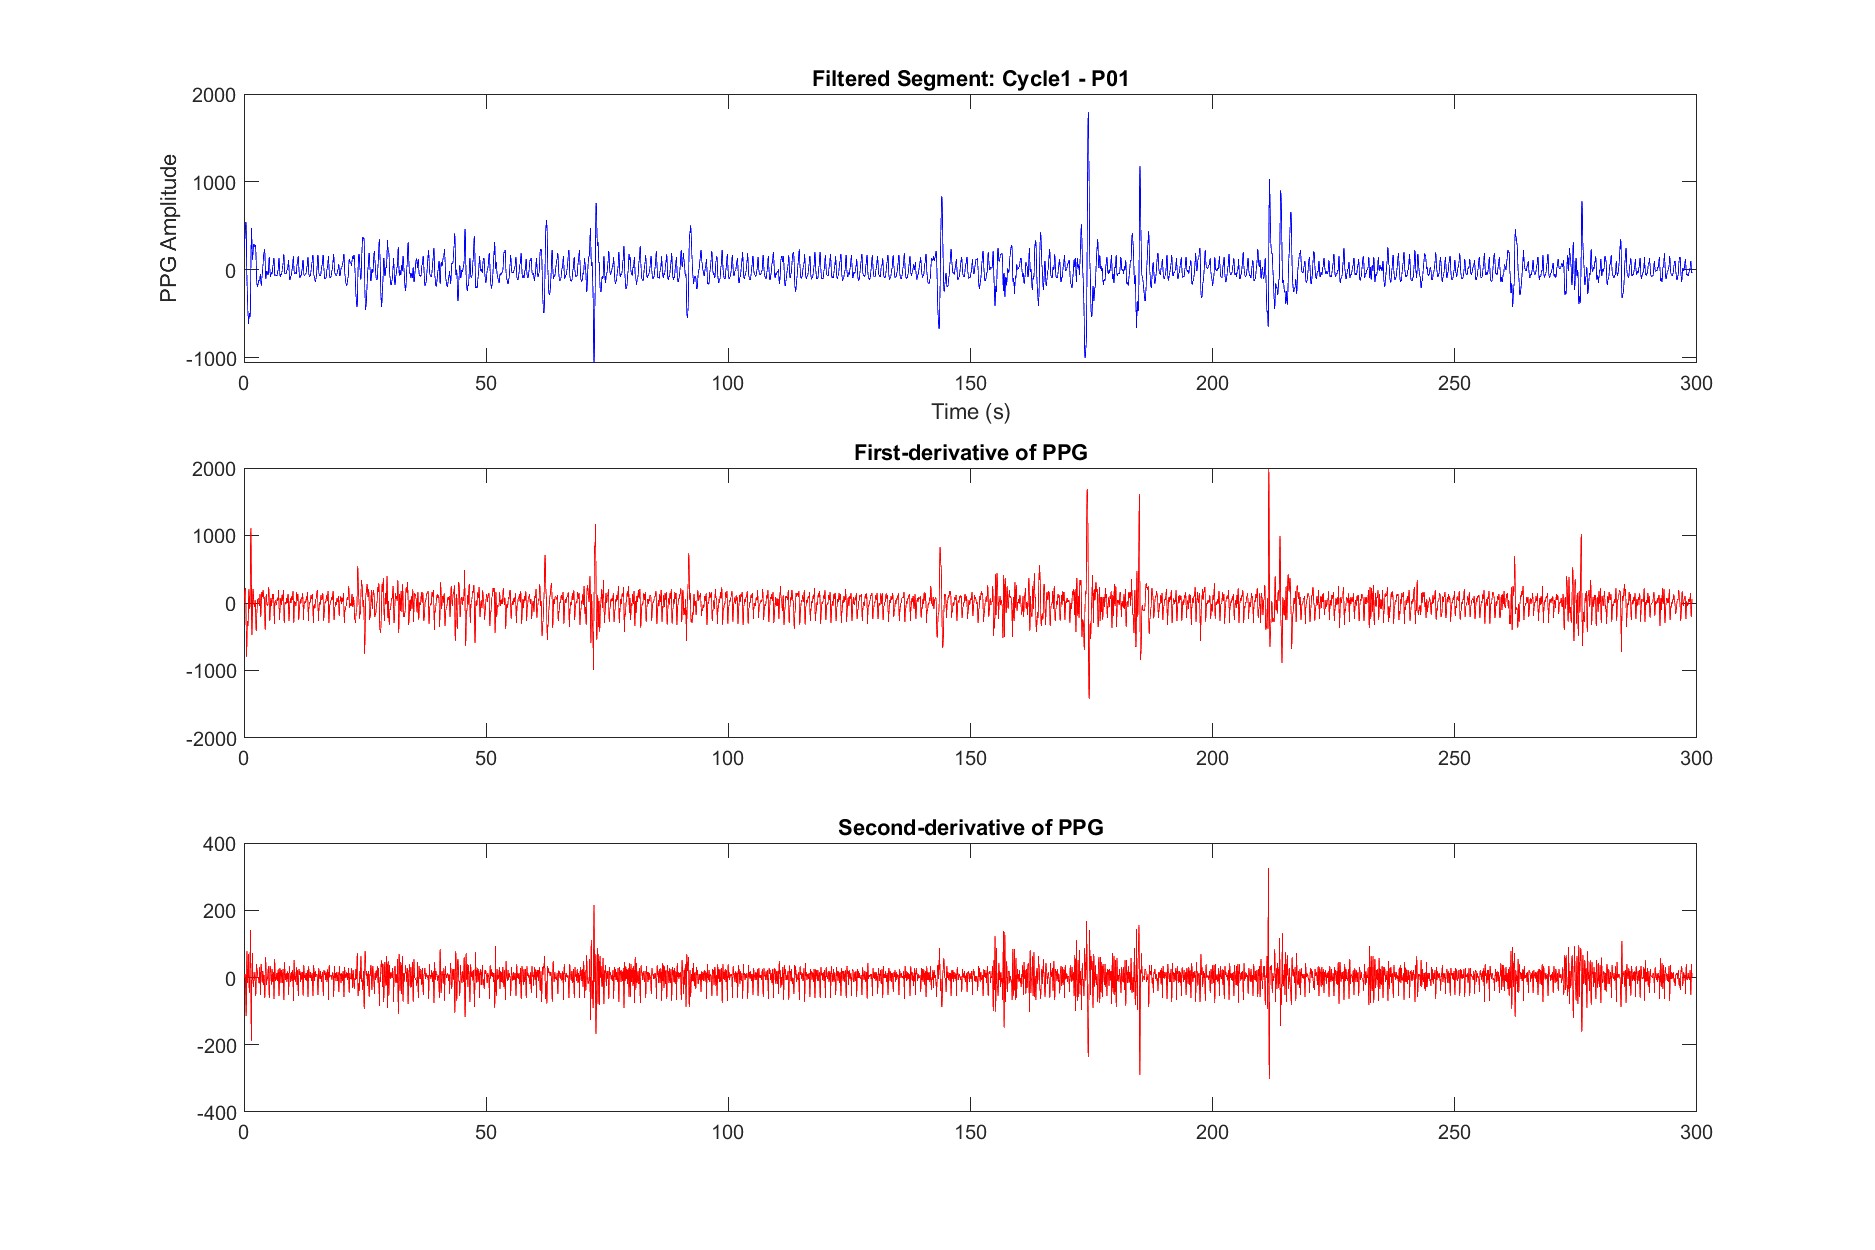 Filtered Segment: Cycle1 - P01
2000
1000
0
-1000
PPG Amplitude
0 50 100 150 200 250 300
Time (s)
First-derivative of PPG
2000
1000
0
-1000
-2000
0 50 100 150 200 250 300
Second-derivative of PPG
400
200
0
-200
-400
0 50 100 150 200 250 300